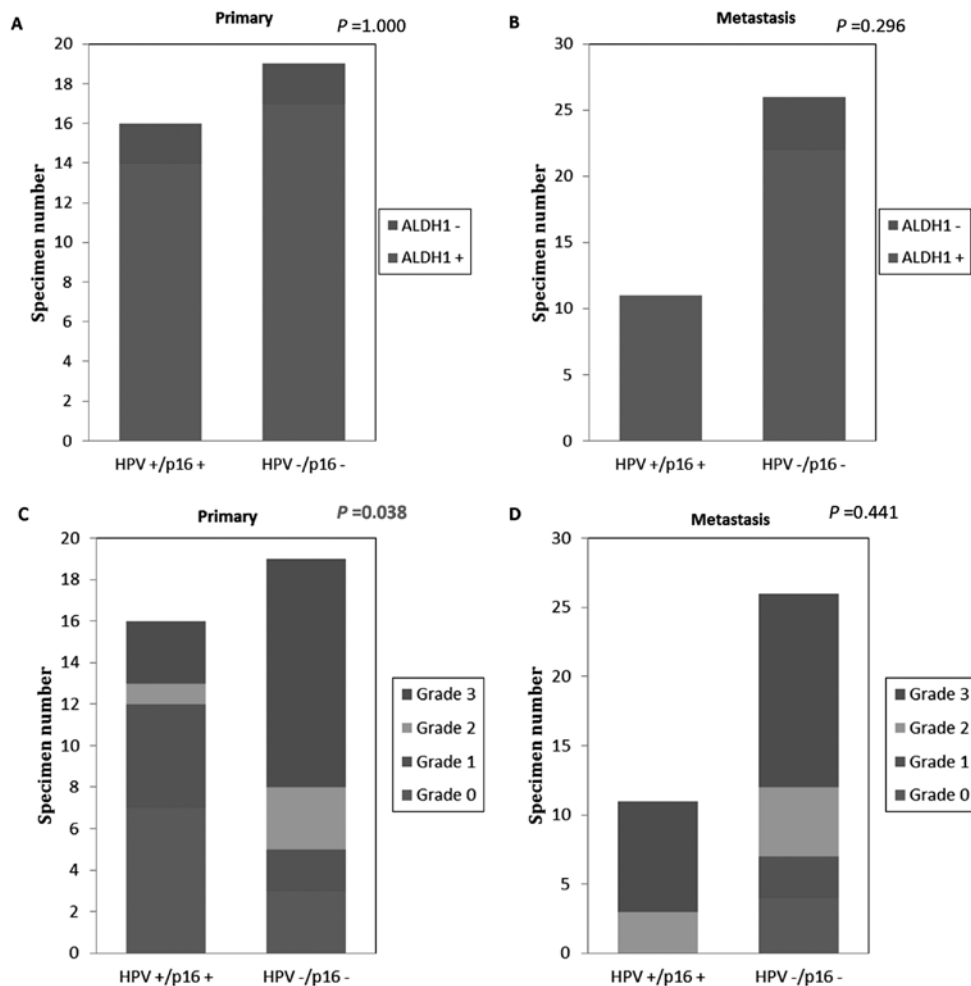 A
Primary
P =1.000
20
18
16
14
12
10
8
6
4
2
0
Specimen number
HPV +/p16 +
HPV -/p16 -
ALDH1 -
ALDH1 +
B
Metastasis
P =0.296
30
25
20
15
10
5
0
Specimen number
HPV +/p16 +
HPV -/p16 -
ALDH1 -
ALDH1 +
C
Primary
P =0.038
20
18
16
14
12
10
8
6
4
2
0
Specimen number
HPV +/p16 +
HPV -/p16 -
Grade 3
Grade 2
Grade 1
Grade 0
D
Metastasis
P =0.441
30
25
20
15
10
5
0
Specimen number
HPV +/p16 +
HPV -/p16 -
Grade 3
Grade 2
Grade 1
Grade 0